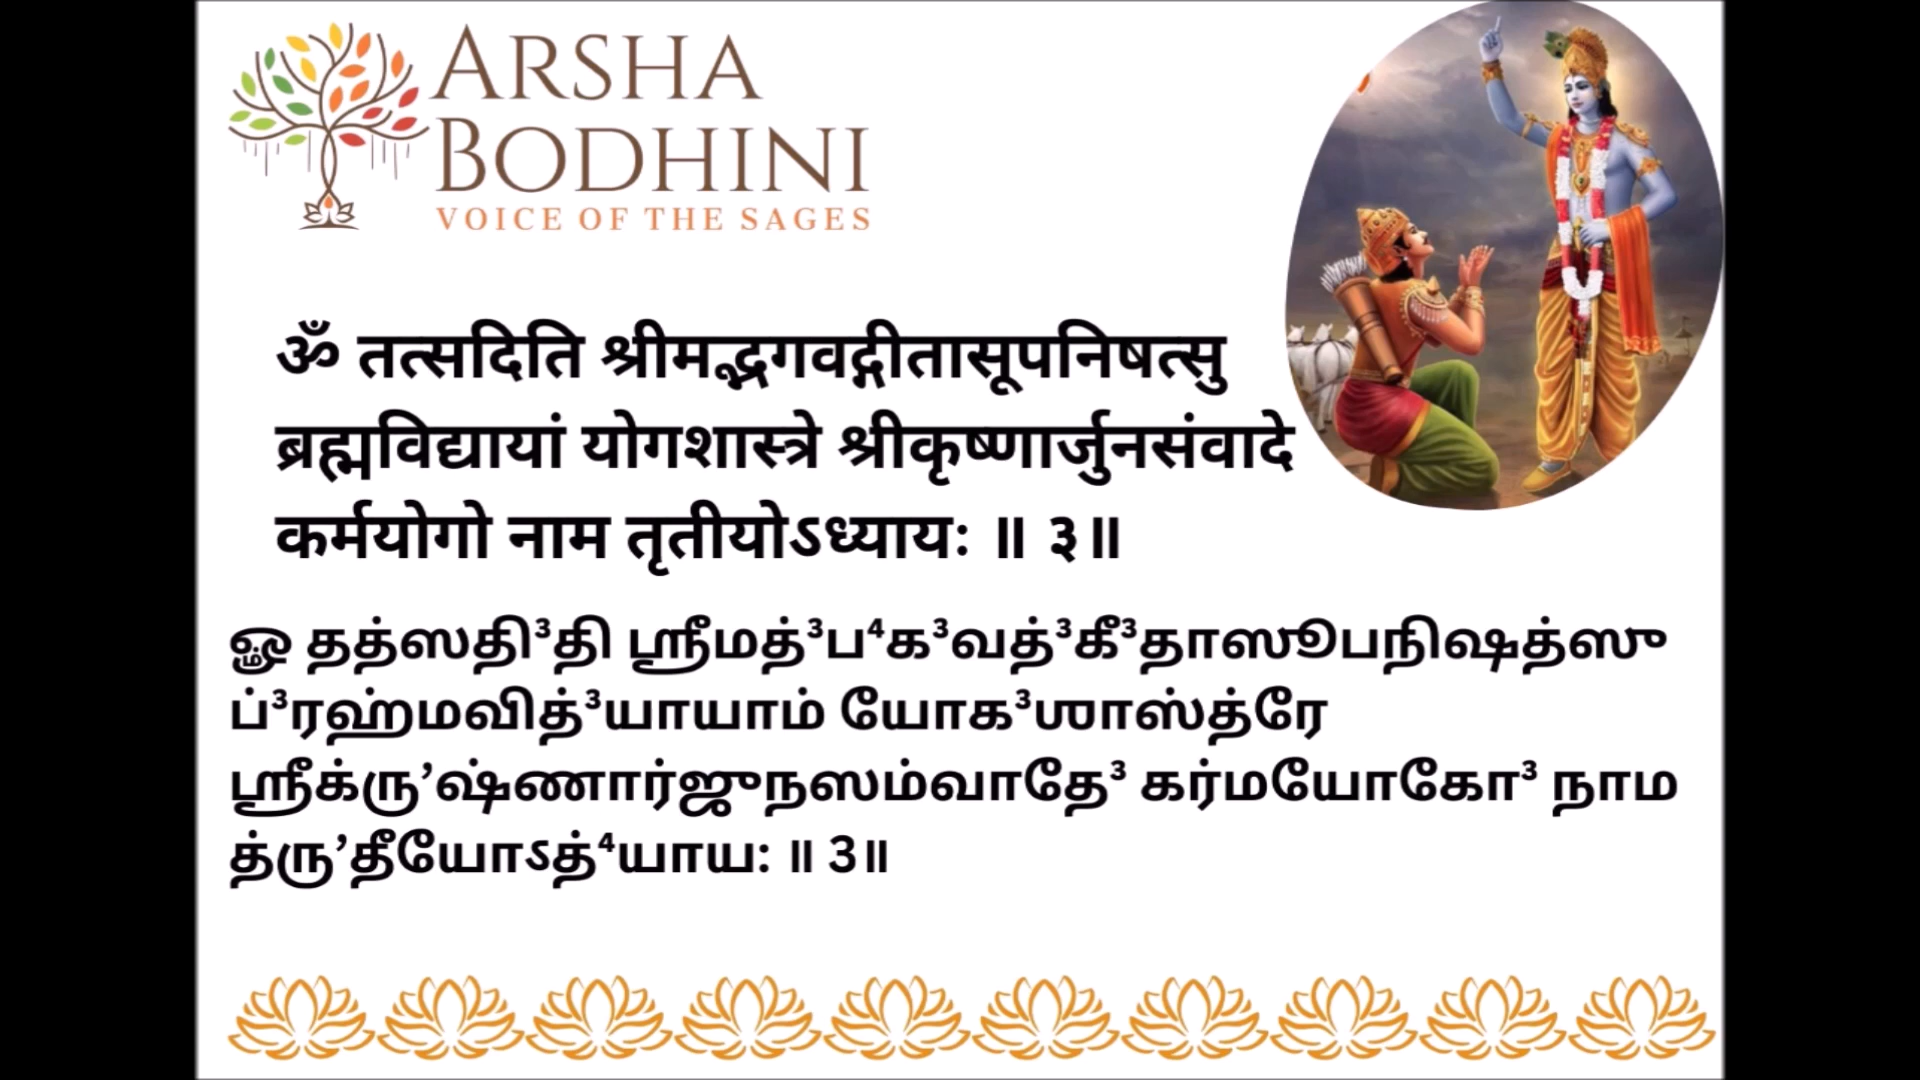 ARSHA
BODHINI
VOICE OF THE SAGES
ॐ तत्सदिति श्रीमद्भगवद्गीतासूपनिषत्सु
ब्रह्मविद्यायां योगशास्त्रे श्रीकृष्णार्जुनसंवादे
कर्मयोगो नाम तृतीयोऽध्यायः ॥ ३॥
ௐ தத்ஸதி³தி ஶ்ரீமத்³ப⁴க³வத்³கீ³தாஸூபநிஷத்ஸு
ப்³ரஹ்மவித்³யாயாம் யோக³ஶாஸ்த்ரே
ஶ்ரீக்ரு’ஷ்ணார்ஜுநஸம்வாதே³ கர்மயோகோ³ நாம
த்ரு’தீயோঽத்⁴யாய: ॥ 3॥